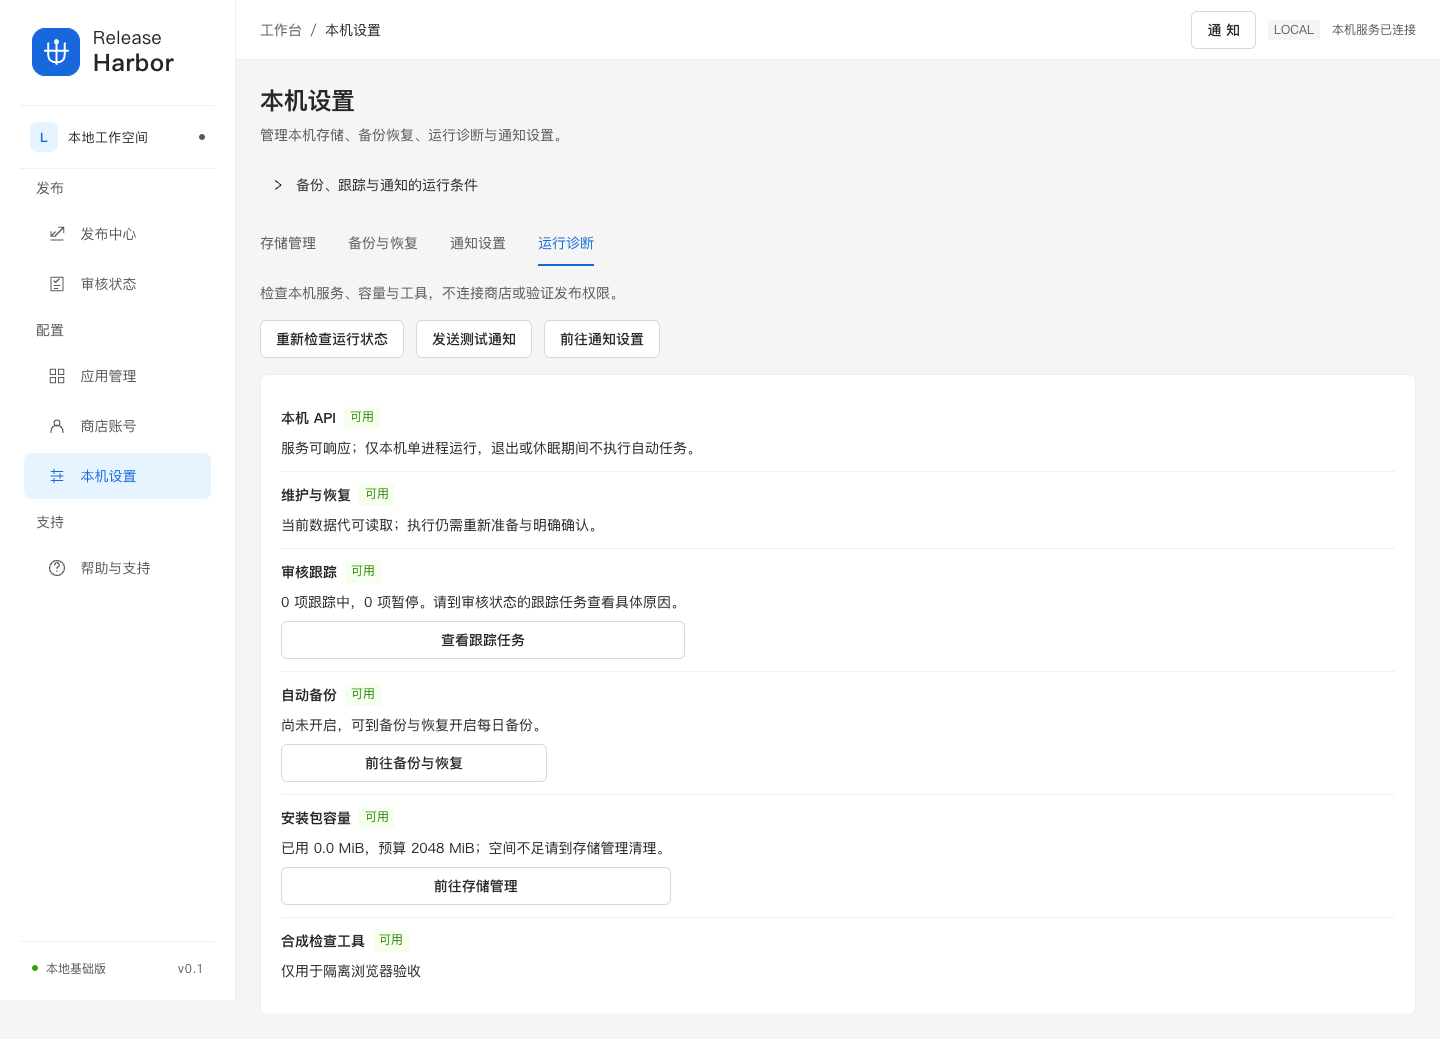 Release
Harbor
L 本地工作空间
发布
发布中心
审核状态
配置
应用管理
商店账号
本机设置
支持
帮助与支持
本地基础版 v0.1
工作台 / 本机设置
通 知 LOCAL 本机服务已连接
本机设置
管理本机存储、备份恢复、运行诊断与通知设置。
备份、跟踪与通知的运行条件
存储管理 备份与恢复 通知设置 运行诊断
检查本机服务、容量与工具，不连接商店或验证发布权限。
重新检查运行状态 发送测试通知 前往通知设置
本机 API 可用
服务可响应；仅本机单进程运行，退出或休眠期间不执行自动任务。
维护与恢复 可用
当前数据代可读取；执行仍需重新准备与明确确认。
审核跟踪 可用
0 项跟踪中，0 项暂停。请到审核状态的跟踪任务查看具体原因。
查看跟踪任务
自动备份 可用
尚未开启，可到备份与恢复开启每日备份。
前往备份与恢复
安装包容量 可用
已用 0.0 MiB，预算 2048 MiB；空间不足请到存储管理清理。
前往存储管理
合成检查工具 可用
仅用于隔离浏览器验收